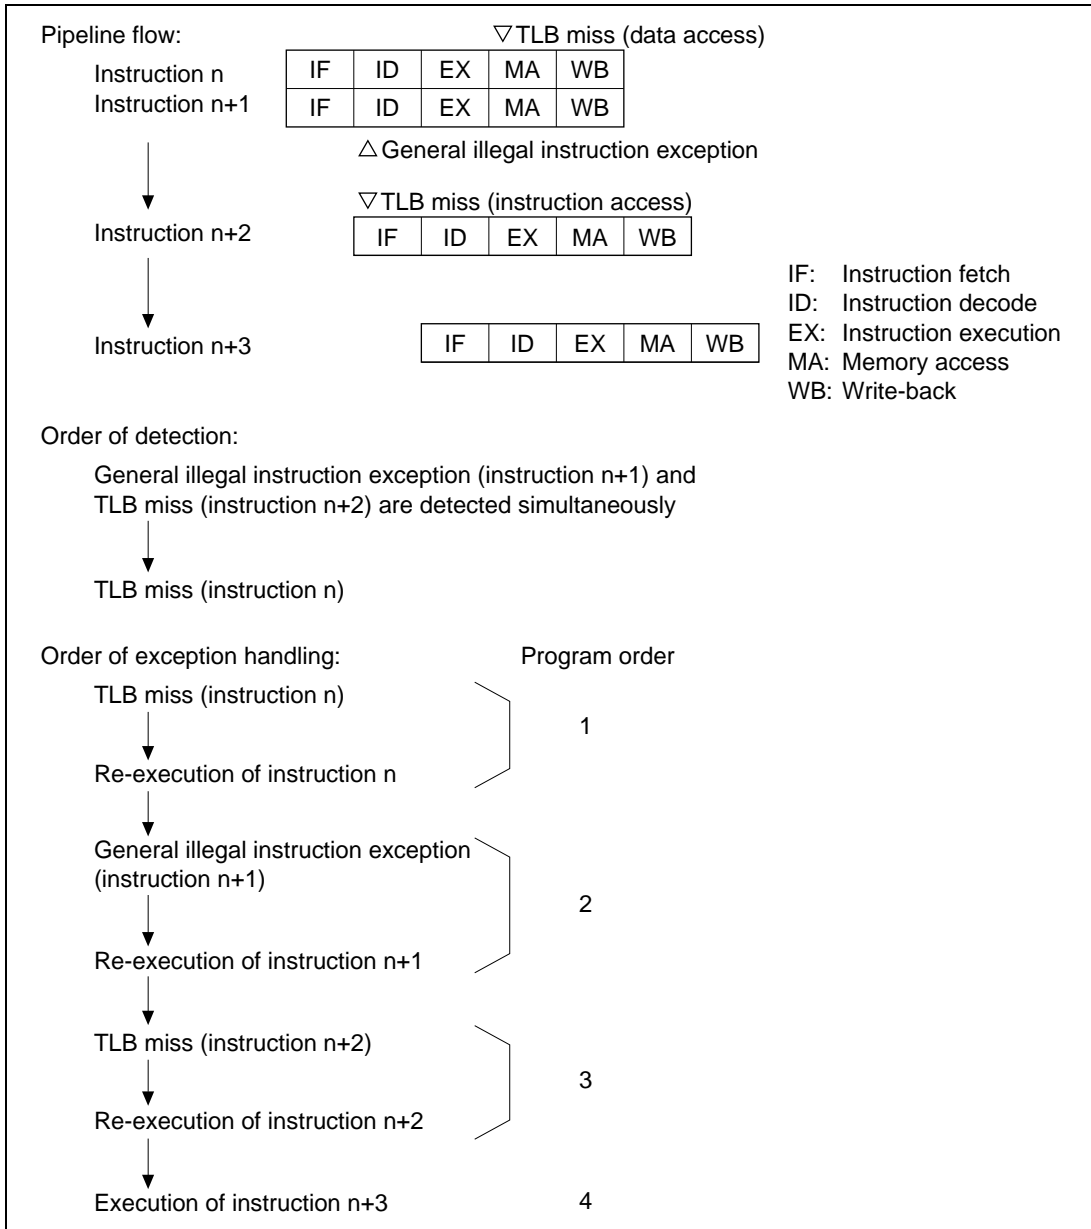 Pipeline flow:
▽TLB miss (data access)
Instruction n IF ID EX MA WB
Instruction n+1 IF ID EX MA WB
△General illegal instruction exception
▽TLB miss (instruction access)
Instruction n+2 IF ID EX MA WB
IF: Instruction fetch
ID: Instruction decode
Instruction n+3 IF ID EX MA WB
EX: Instruction execution
MA: Memory access
WB: Write-back
Order of detection:
General illegal instruction exception (instruction n+1) and
TLB miss (instruction n+2) are detected simultaneously
TLB miss (instruction n)
Order of exception handling: Program order
TLB miss (instruction n)
1
Re-execution of instruction n
General illegal instruction exception
(instruction n+1)
2
Re-execution of instruction n+1
TLB miss (instruction n+2)
3
Re-execution of instruction n+2
Execution of instruction n+3 4